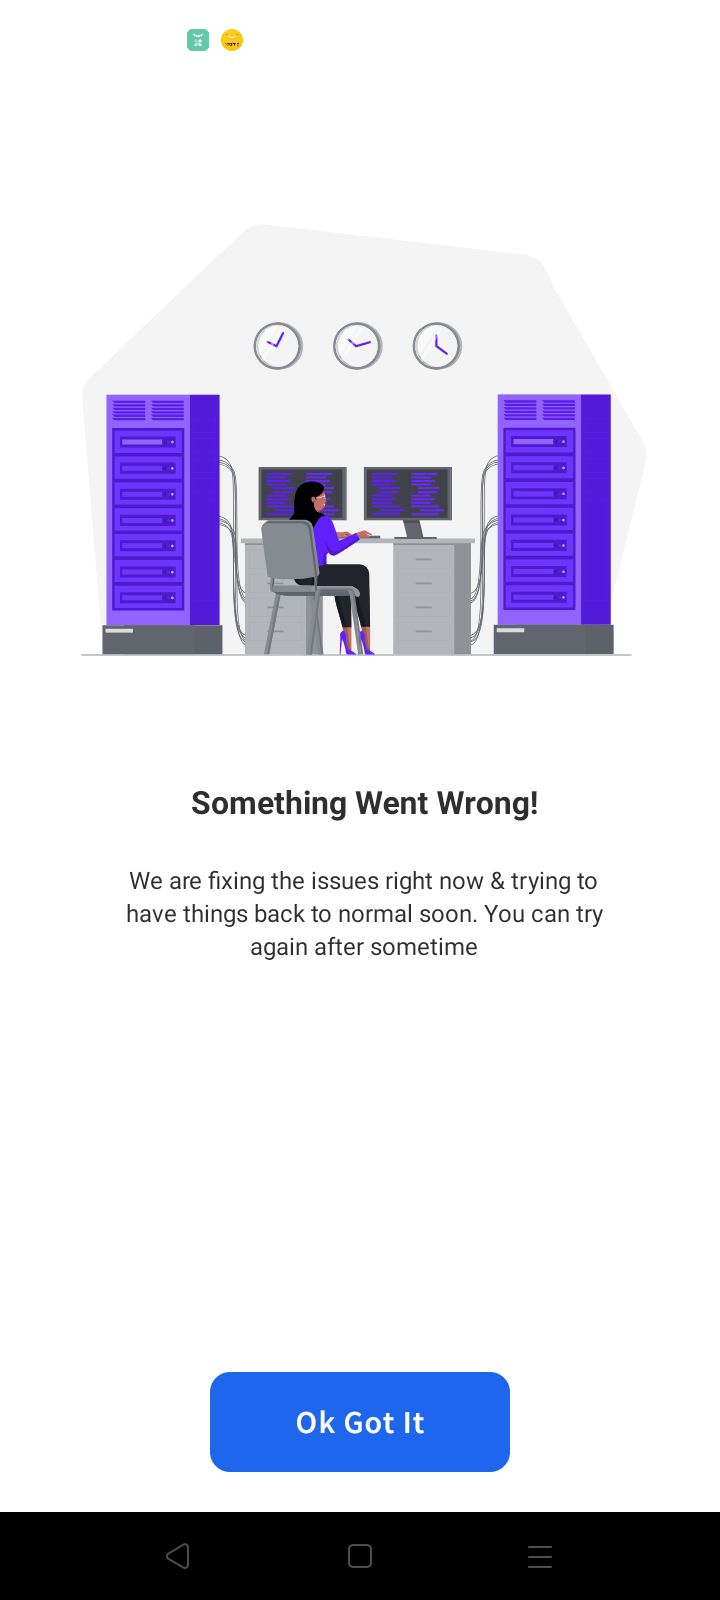 Something Went Wrong!
We are fixing the issues right now & trying to
have things back to normal soon. You can try
again after sometime
Ok Got It